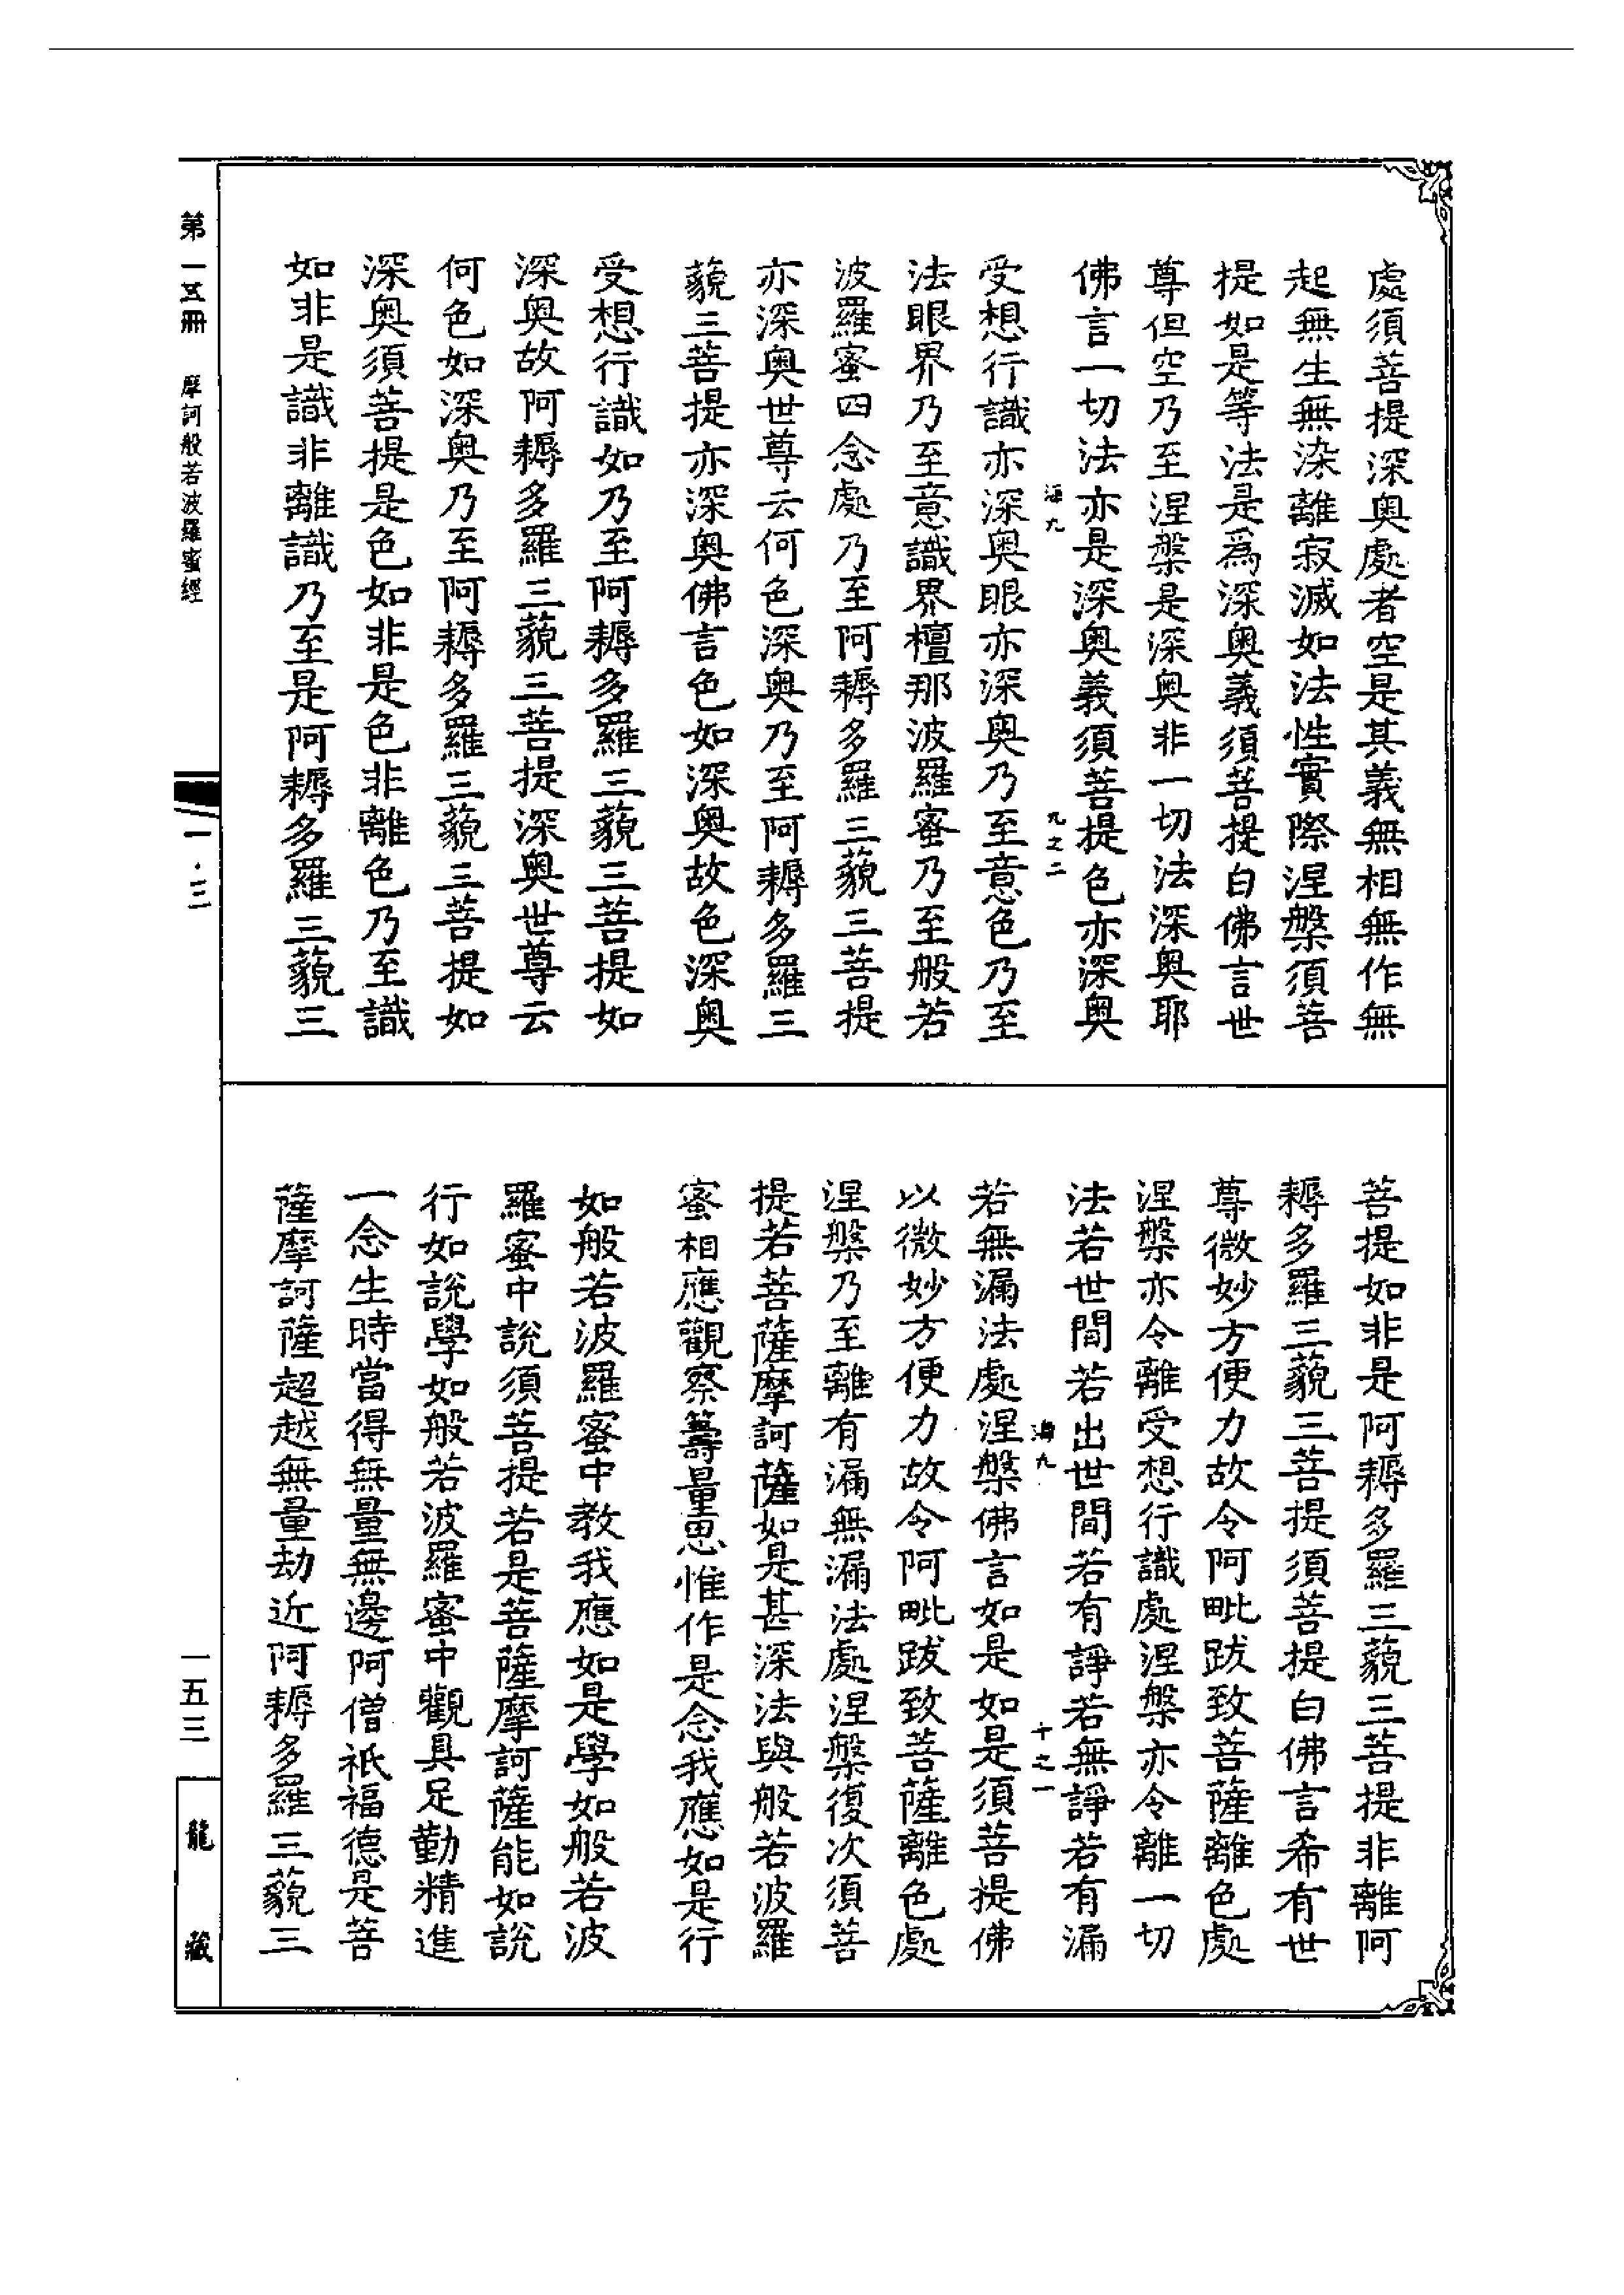 處須菩提深奧處者空是其義無相無作無
起無生無染離寂滅如法性實際涅槃須菩
提如是等法是爲深奧義須菩提白佛言世
尊但空乃至涅槃是深奧非一切法深奧耶
佛言一切法亦是深奧義須菩提色亦深奧
九之二
受想行識亦深奧眼亦深奧乃至意色乃至
法眼界乃至意識界檀那波羅蜜乃至般若
波羅蜜四念處乃至阿耨多羅三藐三菩提
亦深奧世尊云何色深奧乃至阿耨多羅三
藐三菩提亦深奧佛言色如深奧故色深奧
受想行識如乃至阿耨多羅三藐三菩提如
深奧故阿耨多羅三藐三菩提深奧世尊云
何色如深奧乃至阿耨多羅三藐三菩提如
深奧須菩提是色如非是色非離色乃至識
如非是識非離識乃至是阿耨多羅三藐三
菩提如非是阿耨多羅三藐三菩提非離阿
耨多羅三藐三菩提須菩提白佛言希有世
尊微妙方便力故令阿毗跋致菩薩離色處
涅槃亦令離受想行識處涅槃亦令離一切
法若世間若出世間若有諍若無諍若有漏
十之一
若無漏法處涅槃佛言如是如是須菩提佛
以微妙方便力故令阿毗跋致菩薩離色處
涅槃乃至離有漏無漏法處涅槃復次須菩
提若菩薩摩訶薩如是甚深法與般若波羅
蜜相應觀察籌量思惟作是念我應如是行
如般若波羅蜜中教我應如是學如般若波
羅蜜中說須菩提若是菩薩摩訶薩能如說
行如說學如般若波羅蜜中觀具足勤精進
一念生時當得無量無邊阿僧祇福德是菩
薩摩訶薩超越無量劫近阿耨多羅三藐三
第一五冊 摩訶般若波羅蜜經
一·三
一五三
龍藏